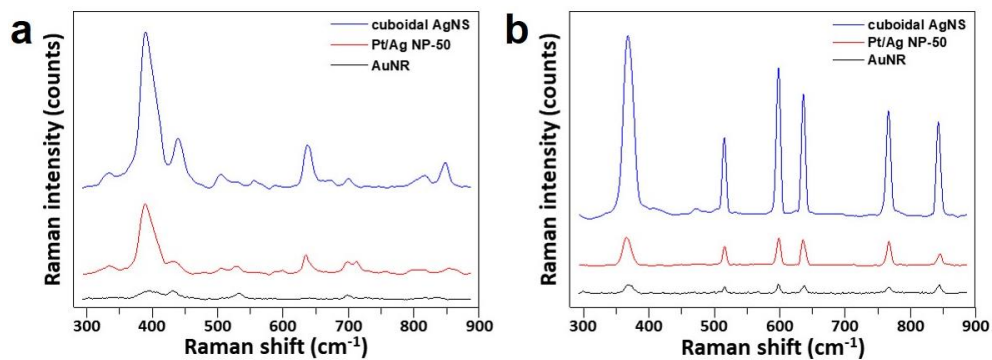 a
cuboidal AgNS
Pt/Ag NP-50
AuNR
Raman intensity (counts)
300 400 500 600 700 800 900
Raman shift (cm-1)
b
cuboidal AgNS
Pt/Ag NP-50
AuNR
Raman intensity (counts)
300 400 500 600 700 800 900
Raman shift (cm-1)